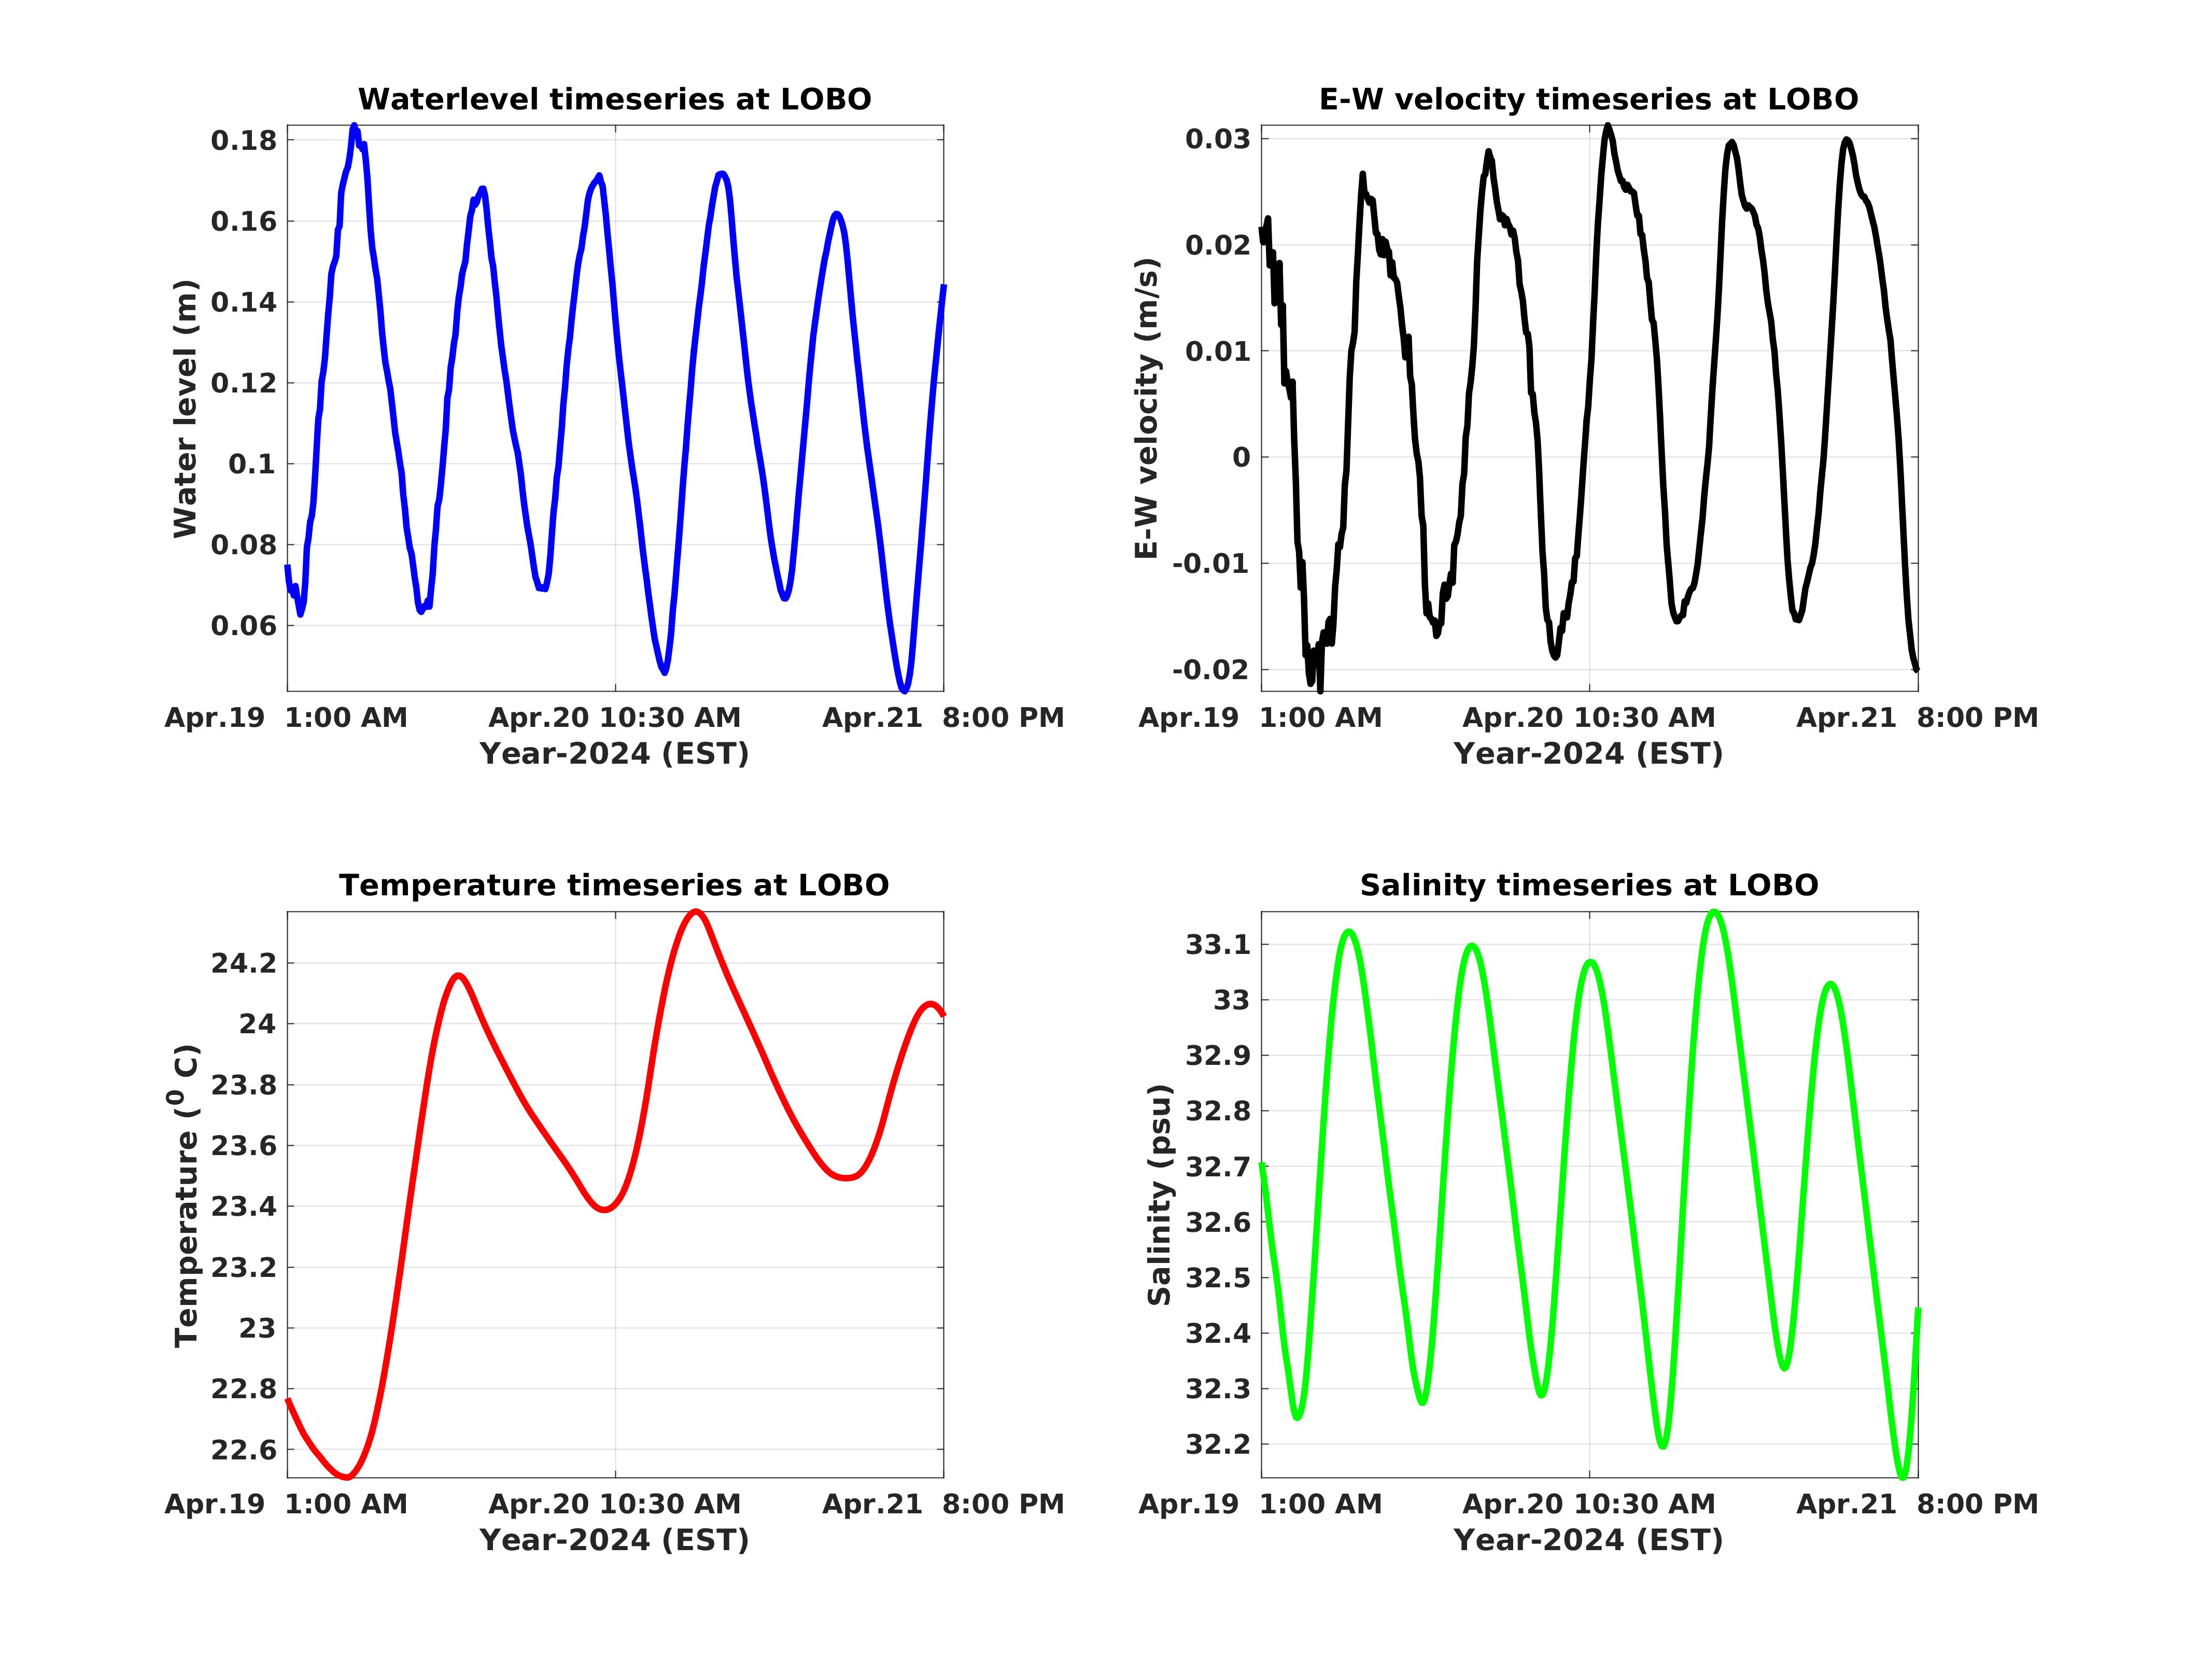 Waterlevel timeseries at LOBO
0.18
0.16
0.14
0.12
0.1
0.08
0.06
Water level (m)
Apr.19 1:00 AM
Apr.20 10:30 AM
Apr.21 8:00 PM
Year-2024 (EST)
E-W velocity timeseries at LOBO
0.03
0.02
0.01
0
-0.01
-0.02
E-W velocity (m/s)
Apr.19 1:00 AM
Apr.20 10:30 AM
Apr.21 8:00 PM
Year-2024 (EST)
Temperature timeseries at LOBO
24.2
24
23.8
23.6
23.4
23.2
23
22.8
22.6
Temperature (⁰ C)
Apr.19 1:00 AM
Apr.20 10:30 AM
Apr.21 8:00 PM
Year-2024 (EST)
Salinity timeseries at LOBO
33.1
33
32.9
32.8
32.7
32.6
32.5
32.4
32.3
32.2
Salinity (psu)
Apr.19 1:00 AM
Apr.20 10:30 AM
Apr.21 8:00 PM
Year-2024 (EST)